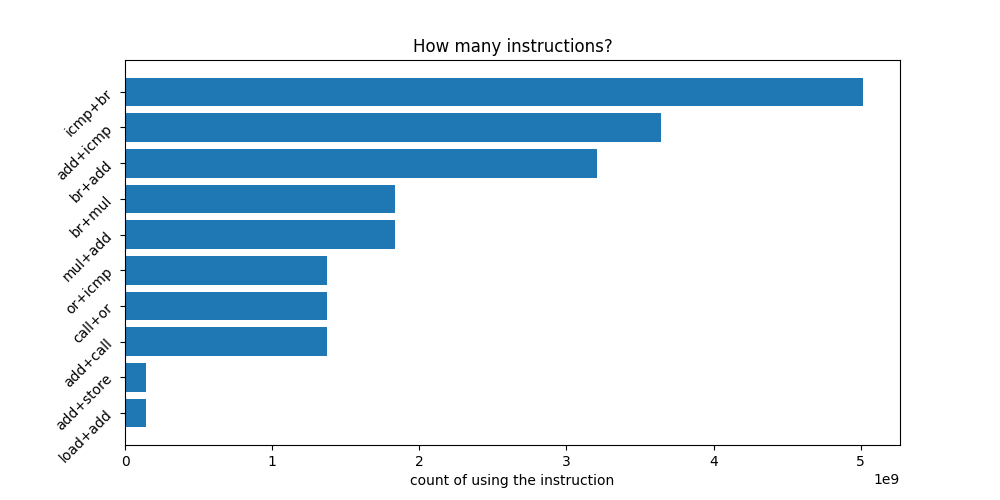 How many instructions?
icmp+br
add+icmp
br+add
br+mul
mul+add
or+icmp
call+or
add+call
add+store
load+add
0 1 2 3 4 5
1e9
count of using the instruction